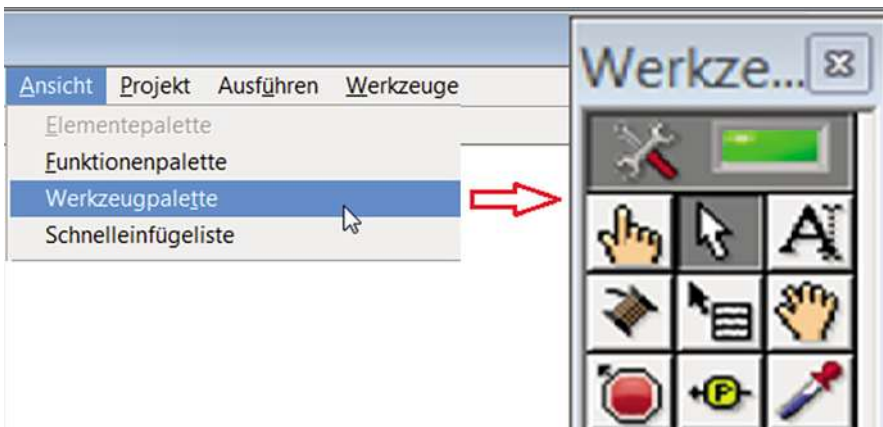 Ansicht Projekt Ausführen Werkzeuge
Elementepalette
Funktionenpalette
Werkzeugpalette
Schnelleinfügeliste
Werkze...
A
P